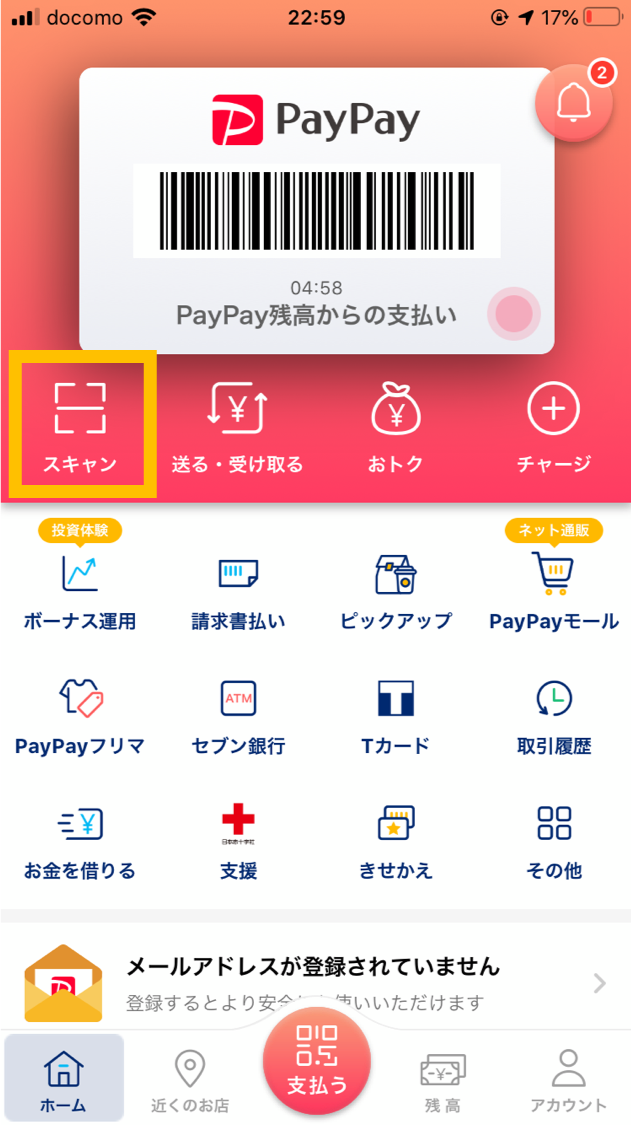 docomo 22:59 17%
2
PayPay
04:58
PayPay残高からの支払い
スキャン 送る・受け取る おトク チャージ
投資体験 ネット通販
ボーナス運用 請求書払い ピックアップ PayPayモール
ATM
PayPayフリマ セブン銀行 Tカード 取引履歴
日本赤十字社
お金を借りる 支援 きせかえ その他
メールアドレスが登録されていません
登録するとより安全にお使いいただけます
支払う
ホーム 近くのお店 残高 アカウント